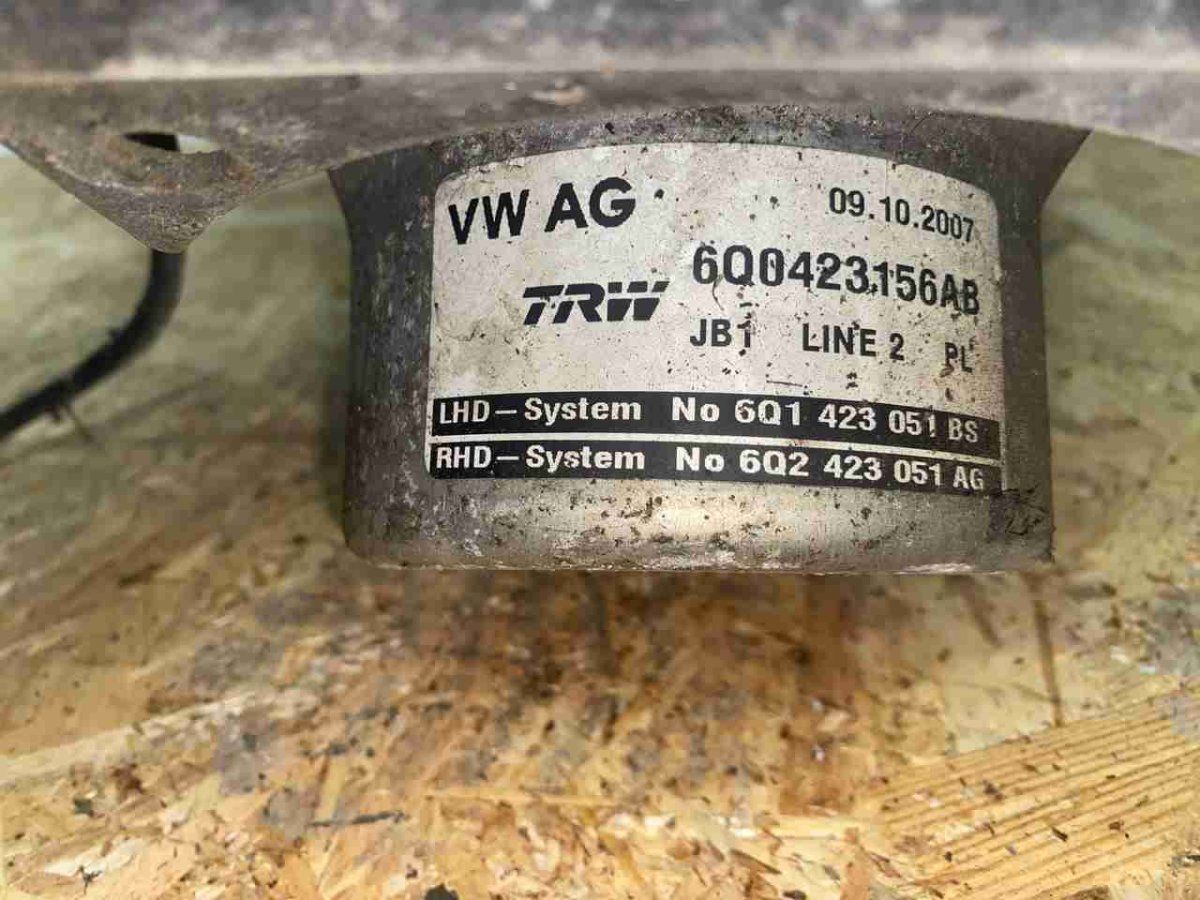 VW AG
09.10.2007
6Q0423156AB
TRW
JB1 LINE 2 PL
LHD-System No 6Q1 423 051 BS
RHD-System No 6Q2 423 051 AG